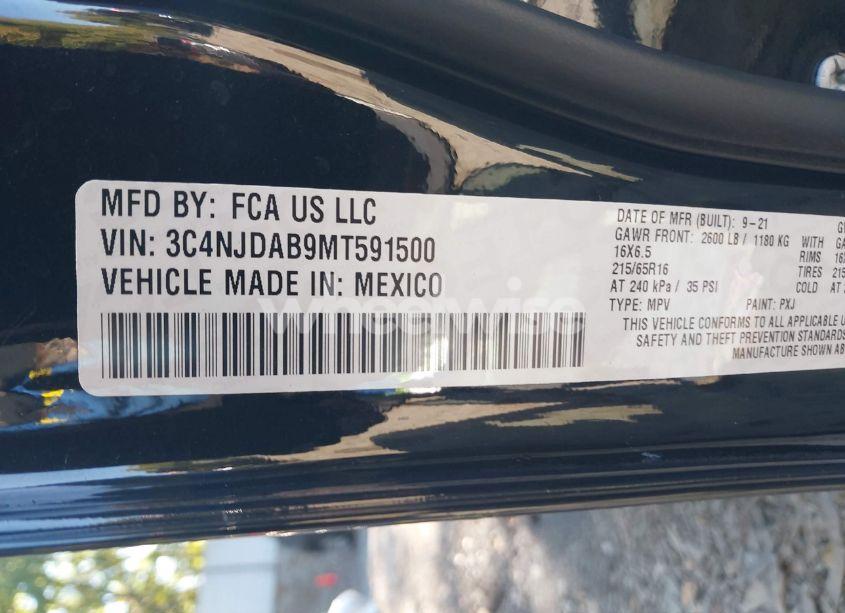 MFD BY: FCA US LLC
VIN: 3C4NJDAB9MT591500
VEHICLE MADE IN: MEXICO
DATE OF MFR (BUILT): 9-21
GAWR FRONT: 2600 LB / 1180 KG WITH
16X6.5 RIMS
215/65R16 TIRES
AT 240 kPa / 35 PSI COLD
TYPE: MPV PAINT: PXJ
THIS VEHICLE CONFORMS TO ALL APPLICABLE
SAFETY AND THEFT PREVENTION STANDARDS
MANUFACTURE SHOWN
wheelwise